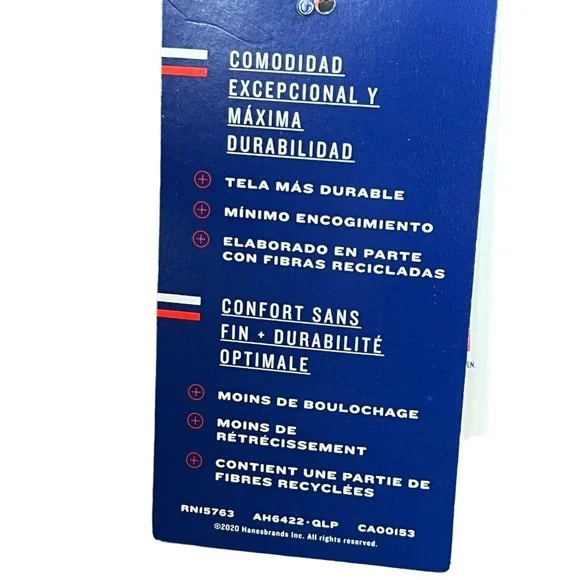 COMODIDAD
EXCEPCIONAL Y
MÁXIMA
DURABILIDAD
TELA MÁS DURABLE
MÍNIMO ENCOGIMIENTO
ELABORADO EN PARTE
CON FIBRAS RECICLADAS
CONFORT SANS
FIN + DURABILITÉ
OPTIMALE
MOINS DE BOULOCHAGE
MOINS DE
RÉTRÉCISSEMENT
CONTIENT UNE PARTIE DE
FIBRES RECYCLÉES
RN15763 AH6422·QLP CA00153
©2020 Hanesbrands Inc. All rights reserved.